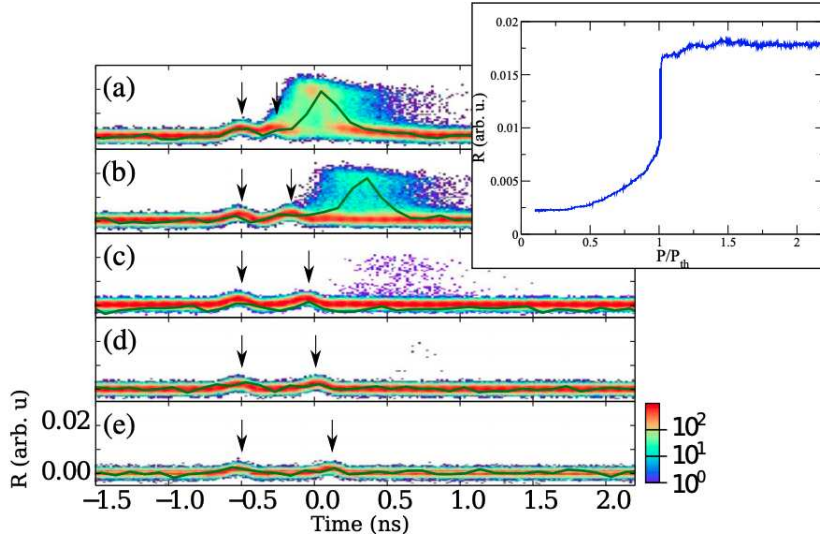 (a)
(b)
(c)
(d)
(e)
R (arb. u)
0.02
0.00
−1.5 −1.0 −0.5 0.0 0.5 1.0 1.5 2.0
Time (ns)
10²
10¹
10⁰
0.02
0.015
0.01
0.005
0
R (arb. u.)
0.5 1 1.5 2
P/Pth